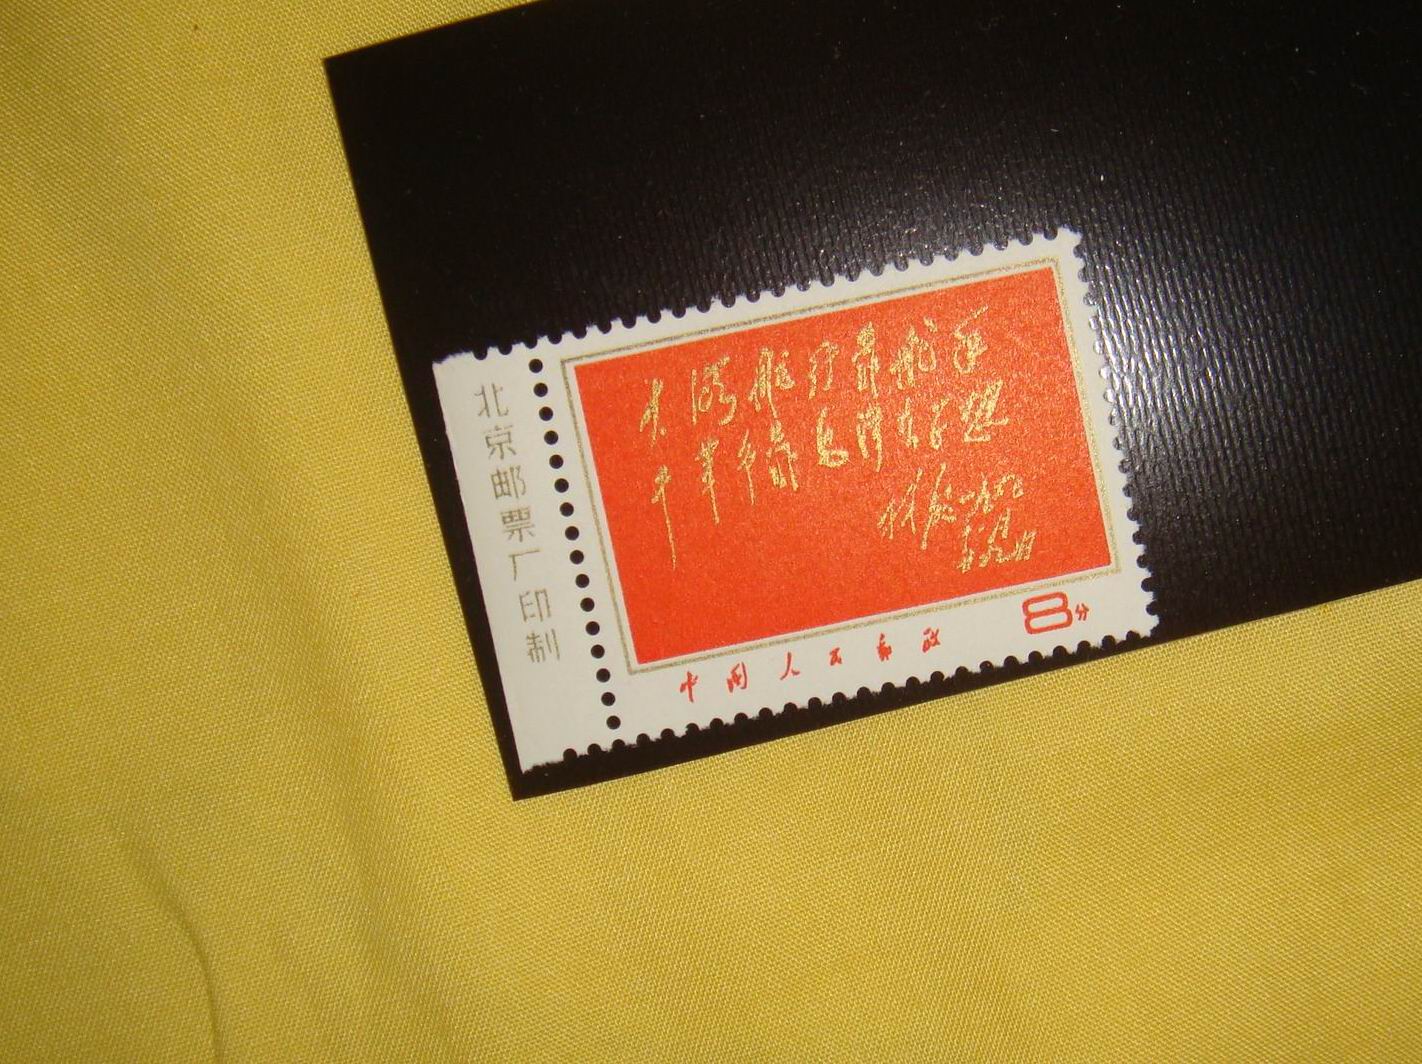 大海航行靠舵手
干革命靠毛泽东思想
林彪
中国人民邮政
8分
北京邮票厂印制